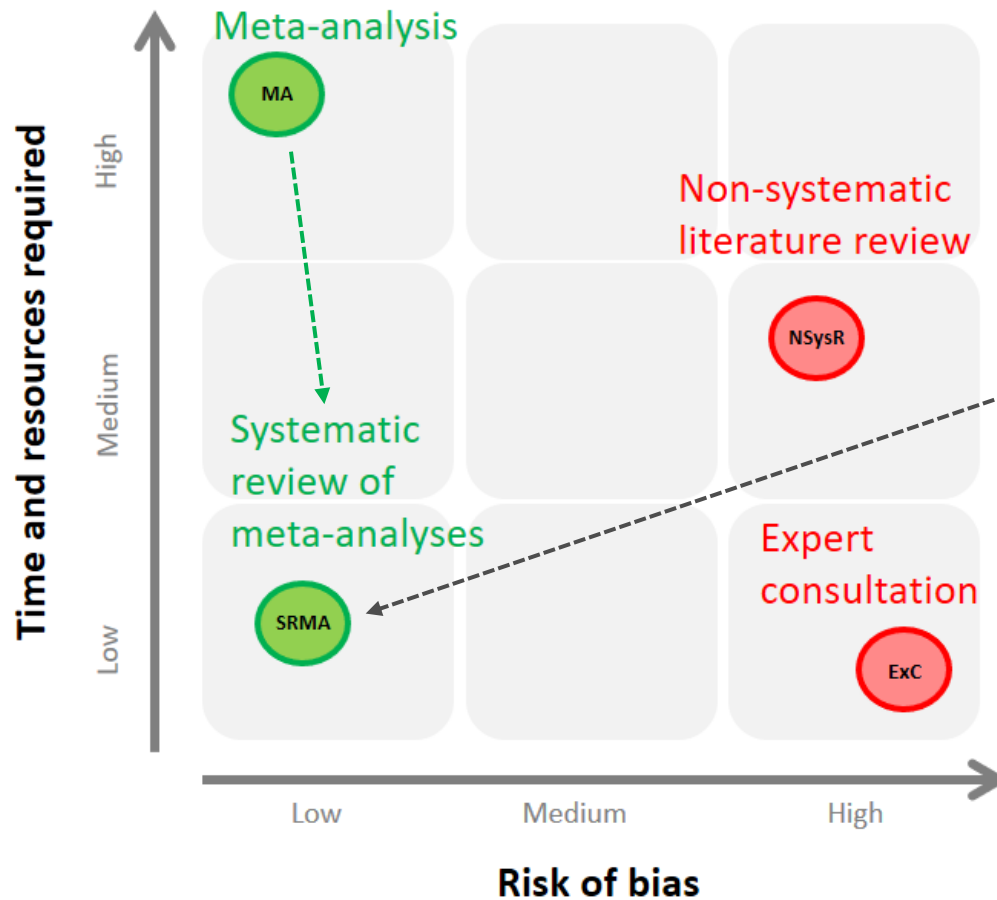 Meta-analysis
MA
Non-systematic
literature review
NSysR
Systematic
review of
meta-analyses
SRMA
Expert
consultation
ExC
Time and resources required
High
Medium
Low
Low
Medium
High
Risk of bias